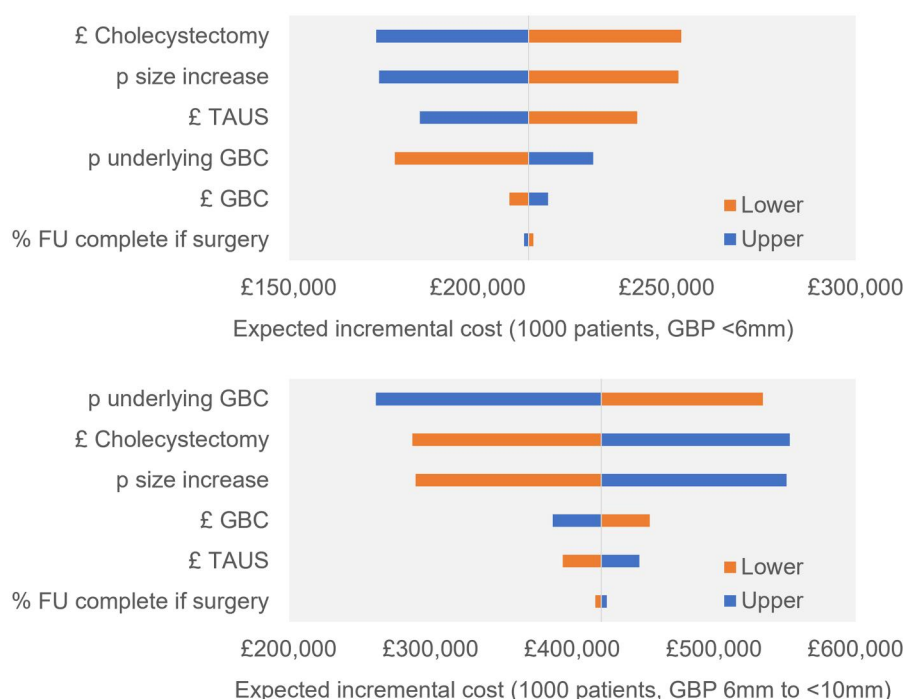 £ Cholecystectomy
p size increase
£ TAUS
p underlying GBC
£ GBC
Lower
% FU complete if surgery
Upper
£150,000
£200,000
£250,000
£300,000
Expected incremental cost (1000 patients, GBP <6mm)
p underlying GBC
£ Cholecystectomy
p size increase
£ GBC
£ TAUS
Lower
% FU complete if surgery
Upper
£200,000
£300,000
£400,000
£500,000
£600,000
Expected incremental cost (1000 patients, GBP 6mm to <10mm)